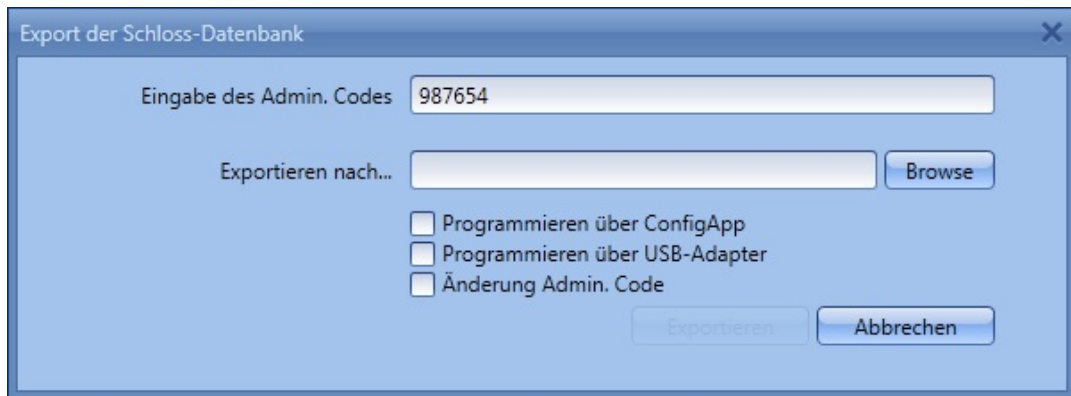 Export der Schloss-Datenbank
Eingabe des Admin. Codes 987654
Exportieren nach... Browse
Programmieren über ConfigApp
Programmieren über USB-Adapter
Änderung Admin. Code
Exportieren Abbrechen